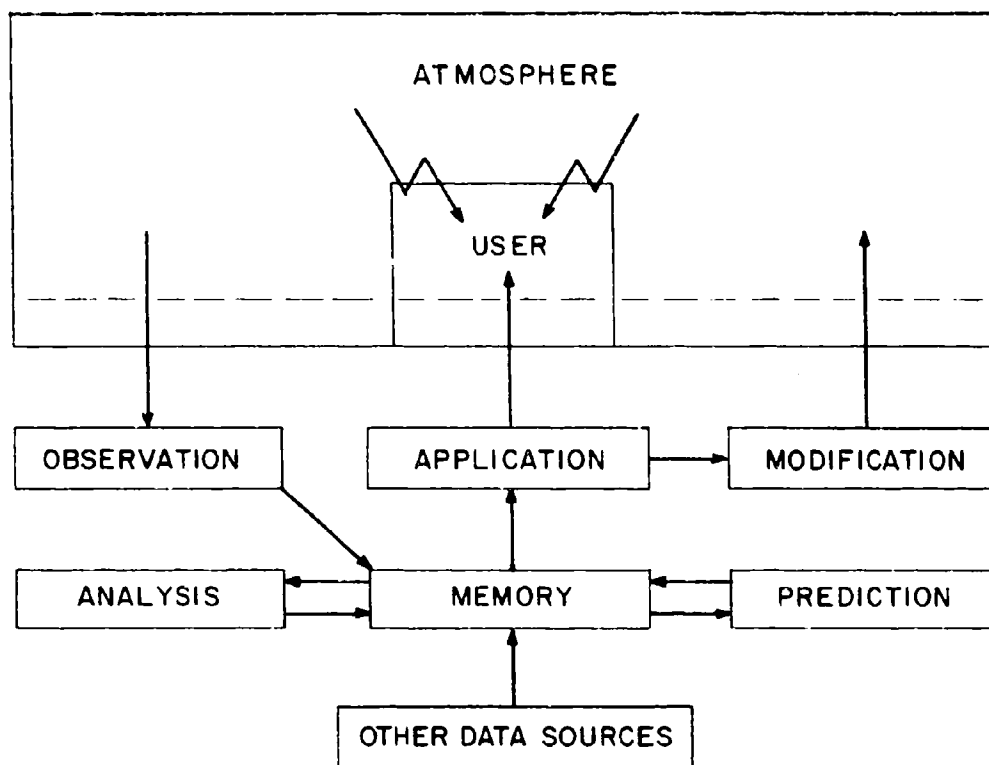 ATMOSPHERE
USER
OBSERVATION
APPLICATION
MODIFICATION
ANALYSIS
MEMORY
PREDICTION
OTHER DATA SOURCES